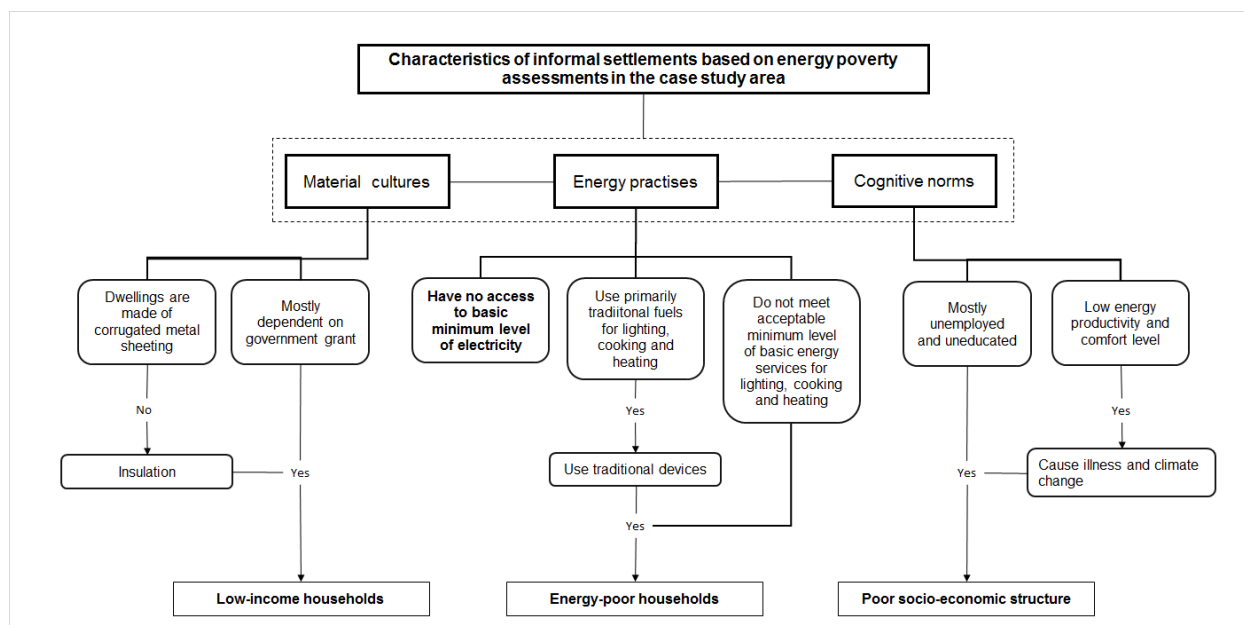 Characteristics of informal settlements based on energy poverty
assessments in the case study area
Material cultures
Energy practises
Cognitive norms
Dwellings are
made of
corrugated metal
sheeting
Mostly
dependent on
government grant
Have no access
to basic
minimum level
of electricity
Use primarily
tradiitonal fuels
for lighting,
cooking and
heating
Do not meet
acceptable
minimum level
of basic energy
services for
lighting, cooking
and heating
Mostly
unemployed
and uneducated
Low energy
productivity and
comfort level
No
Yes
Yes
Insulation
Yes
Use traditional devices
Yes
Cause illness and climate
change
Yes
Low-income households
Energy-poor households
Poor socio-economic structure